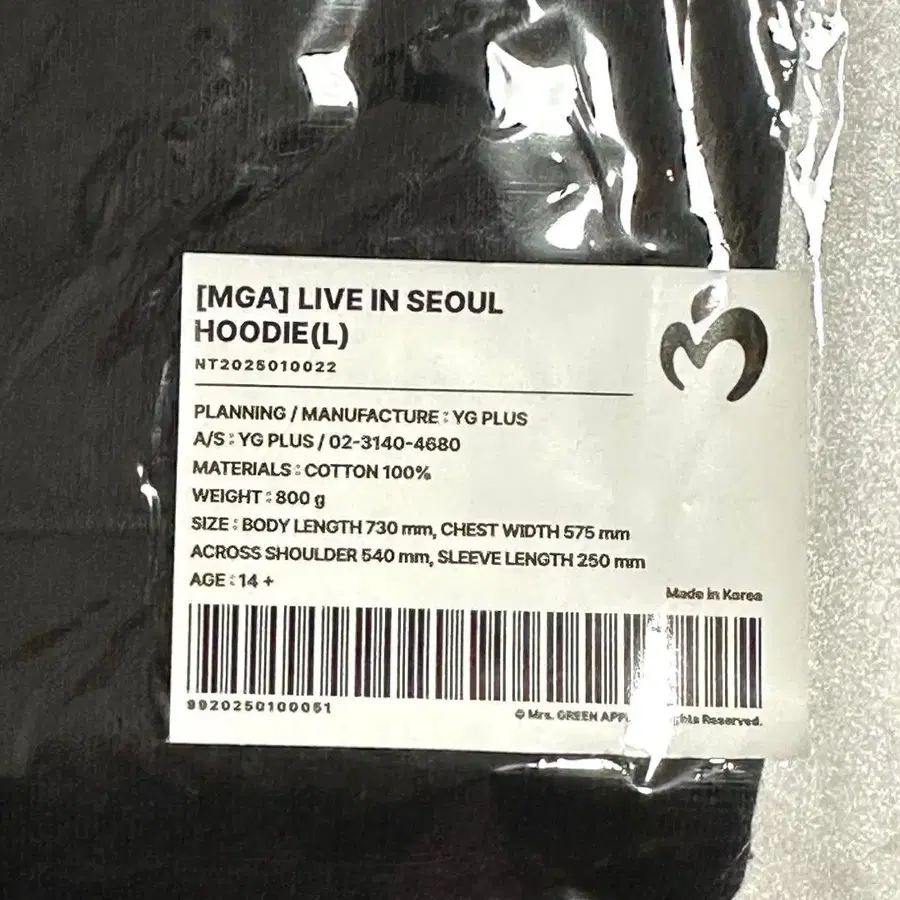 [MGA] LIVE IN SEOUL
HOODIE(L)
NT2025010022
PLANNING / MANUFACTURE : YG PLUS
A/S : YG PLUS / 02-3140-4680
MATERIALS : COTTON 100%
WEIGHT : 800 g
SIZE : BODY LENGTH 730 mm, CHEST WIDTH 575 mm
ACROSS SHOULDER 540 mm, SLEEVE LENGTH 250 mm
AGE : 14 +
Made in Korea
9920250100051
© Mrs. GREEN Reserved.